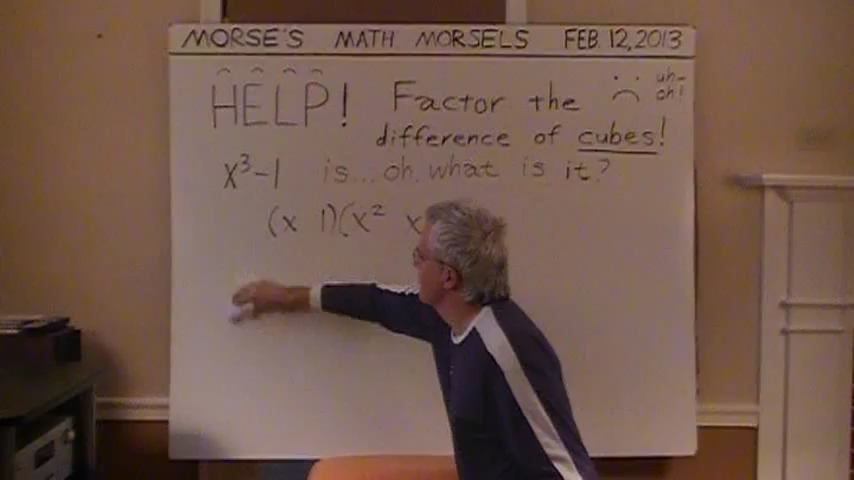 MORSE'S MATH MORSELS FEB. 12, 2013
HELP! Factor the uh-oh!
difference of cubes!
x³-1 is... oh. what is it?
(x 1)(x² x